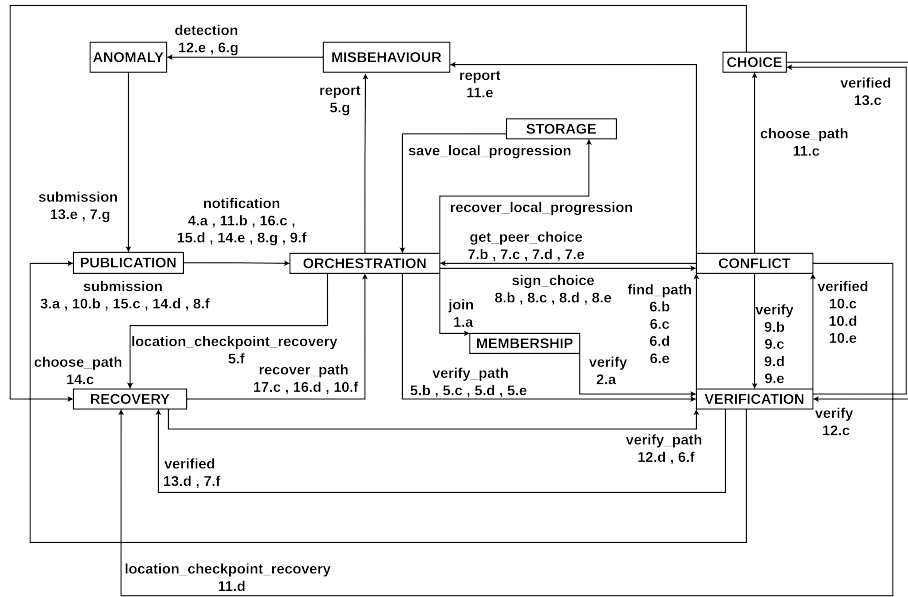 detection
12.e , 6.g
ANOMALY
MISBEHAVIOUR
CHOICE
report
11.e
report
5.g
verified
13.c
STORAGE
save_local_progression
choose_path
11.c
submission
13.e , 7.g
notification
4.a , 11.b , 16.c ,
15.d , 14.e , 8.g , 9.f
recover_local_progression
get_peer_choice
7.b , 7.c , 7.d , 7.e
PUBLICATION
ORCHESTRATION
CONFLICT
submission
3.a , 10.b , 15.c , 14.d , 8.f
sign_choice
8.b , 8.c , 8.d , 8.e
find_path
6.b
6.c
6.d
6.e
verified
10.c
10.d
10.e
join
1.a
verify
9.b
9.c
9.d
9.e
MEMBERSHIP
location_checkpoint_recovery
5.f
choose_path
14.c
recover_path
17.c , 16.d , 10.f
verify_path
5.b , 5.c , 5.d , 5.e
verify
2.a
RECOVERY
VERIFICATION
verify
12.c
verify_path
12.d , 6.f
verified
13.d , 7.f
location_checkpoint_recovery
11.d